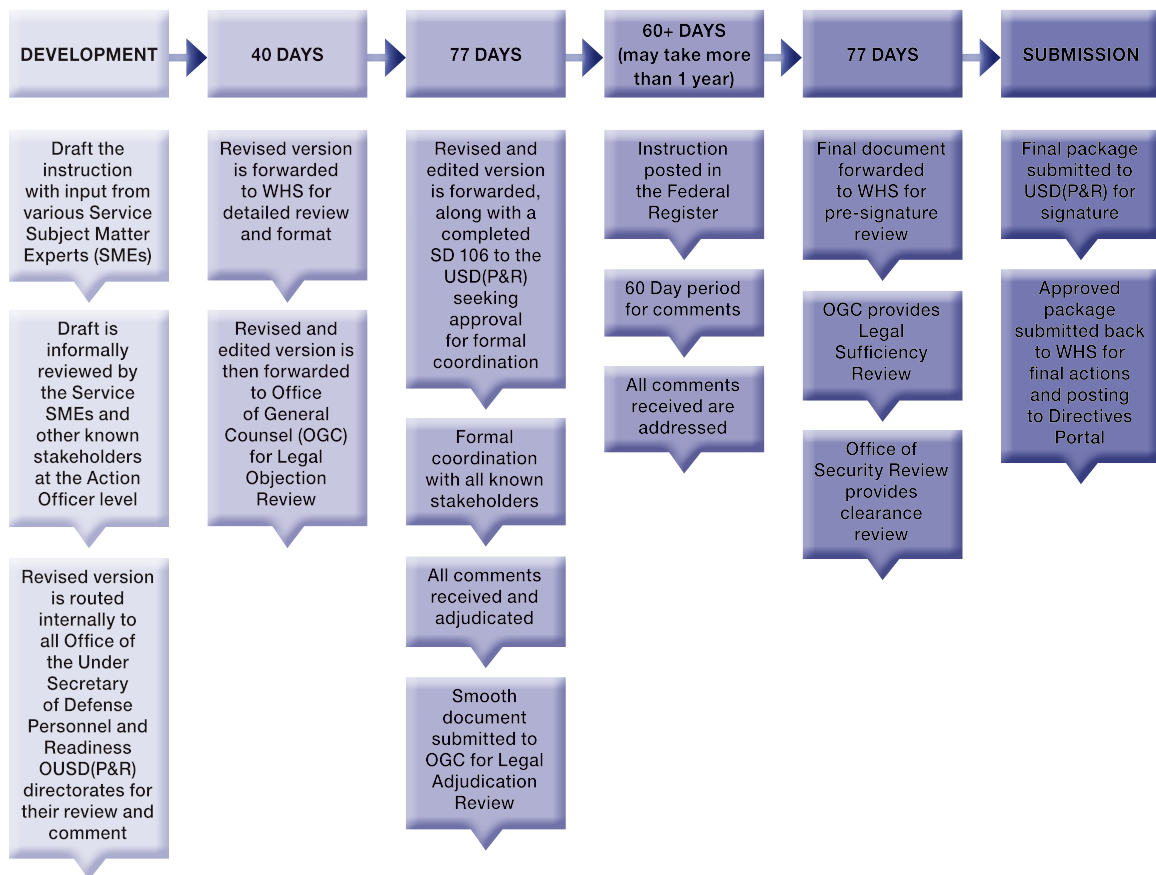 DEVELOPMENT
40 DAYS
77 DAYS
60+ DAYS
(may take more
than 1 year)
77 DAYS
SUBMISSION
Draft the
instruction
with input from
various Service
Subject Matter
Experts (SMEs)
Draft is
informally
reviewed by
the Service
SMEs and
other known
stakeholders
at the Action
Officer level
Revised version
is routed
internally to
all Office of
the Under
Secretary
of Defense
Personnel and
Readiness
OUSD(P&R)
directorates for
their review and
comment
Revised version
is forwarded
to WHS for
detailed review
and format
Revised and
edited version is
then forwarded
to Office
of General
Counsel (OGC)
for Legal
Objection
Review
Revised and
edited version
is forwarded,
along with a
completed
SD 106 to the
USD(P&R)
seeking
approval
for formal
coordination
Formal
coordination
with all known
stakeholders
All comments
received and
adjudicated
Smooth
document
submitted to
OGC for Legal
Adjudication
Review
Instruction
posted in
the Federal
Register
60 Day period
for comments
All comments
received are
addressed
Final document
forwarded
to WHS for
pre-signature
review
OGC provides
Legal
Sufficiency
Review
Office of
Security Review
provides
clearance
review
Final package
submitted to
USD(P&R) for
signature
Approved
package
submitted back
to WHS for
final actions
and posting
to Directives
Portal